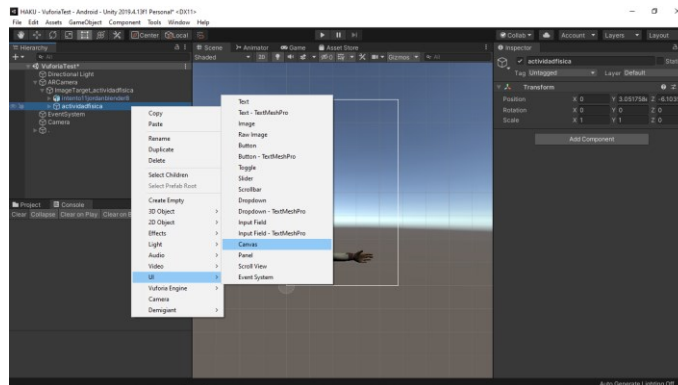 HAKU - VuforiaTest - Android - Unity 2019.4.13f1 Personal* <DX11>
File Edit Assets GameObject Component Tools Window Help
Center Local
Collab Account Layers Layout
Hierarchy
Scene Animator Game Asset Store
Inspector
Shaded 2D Gizmos All
All
VuforiaTest*
Directional Light
ARCamera
ImageTarget_actividadfisica
actividadfisica
EventSystem
Camera
actividadfisica
Tag Untagged Layer Default
Transform
Position X 0 Y 3.051758e Z -6.103
Rotation X 0 Y 0 Z 0
Scale X 1 Y 1 Z 0
Add Component
Project Console
Clear Collapse Clear on Play
Copy
Paste
Rename
Duplicate
Delete
Select Children
Select Prefab Root
Create Empty
3D Object
2D Object
Effects
Light
Audio
Video
UI
Vuforia Engine
Camera
Demigiant
Text
Text - TextMeshPro
Image
Raw Image
Button
Button - TextMeshPro
Toggle
Slider
Scrollbar
Dropdown
Dropdown - TextMeshPro
Input Field
Input Field - TextMeshPro
Canvas
Panel
Scroll View
Event System
Auto Generate Lighting Off